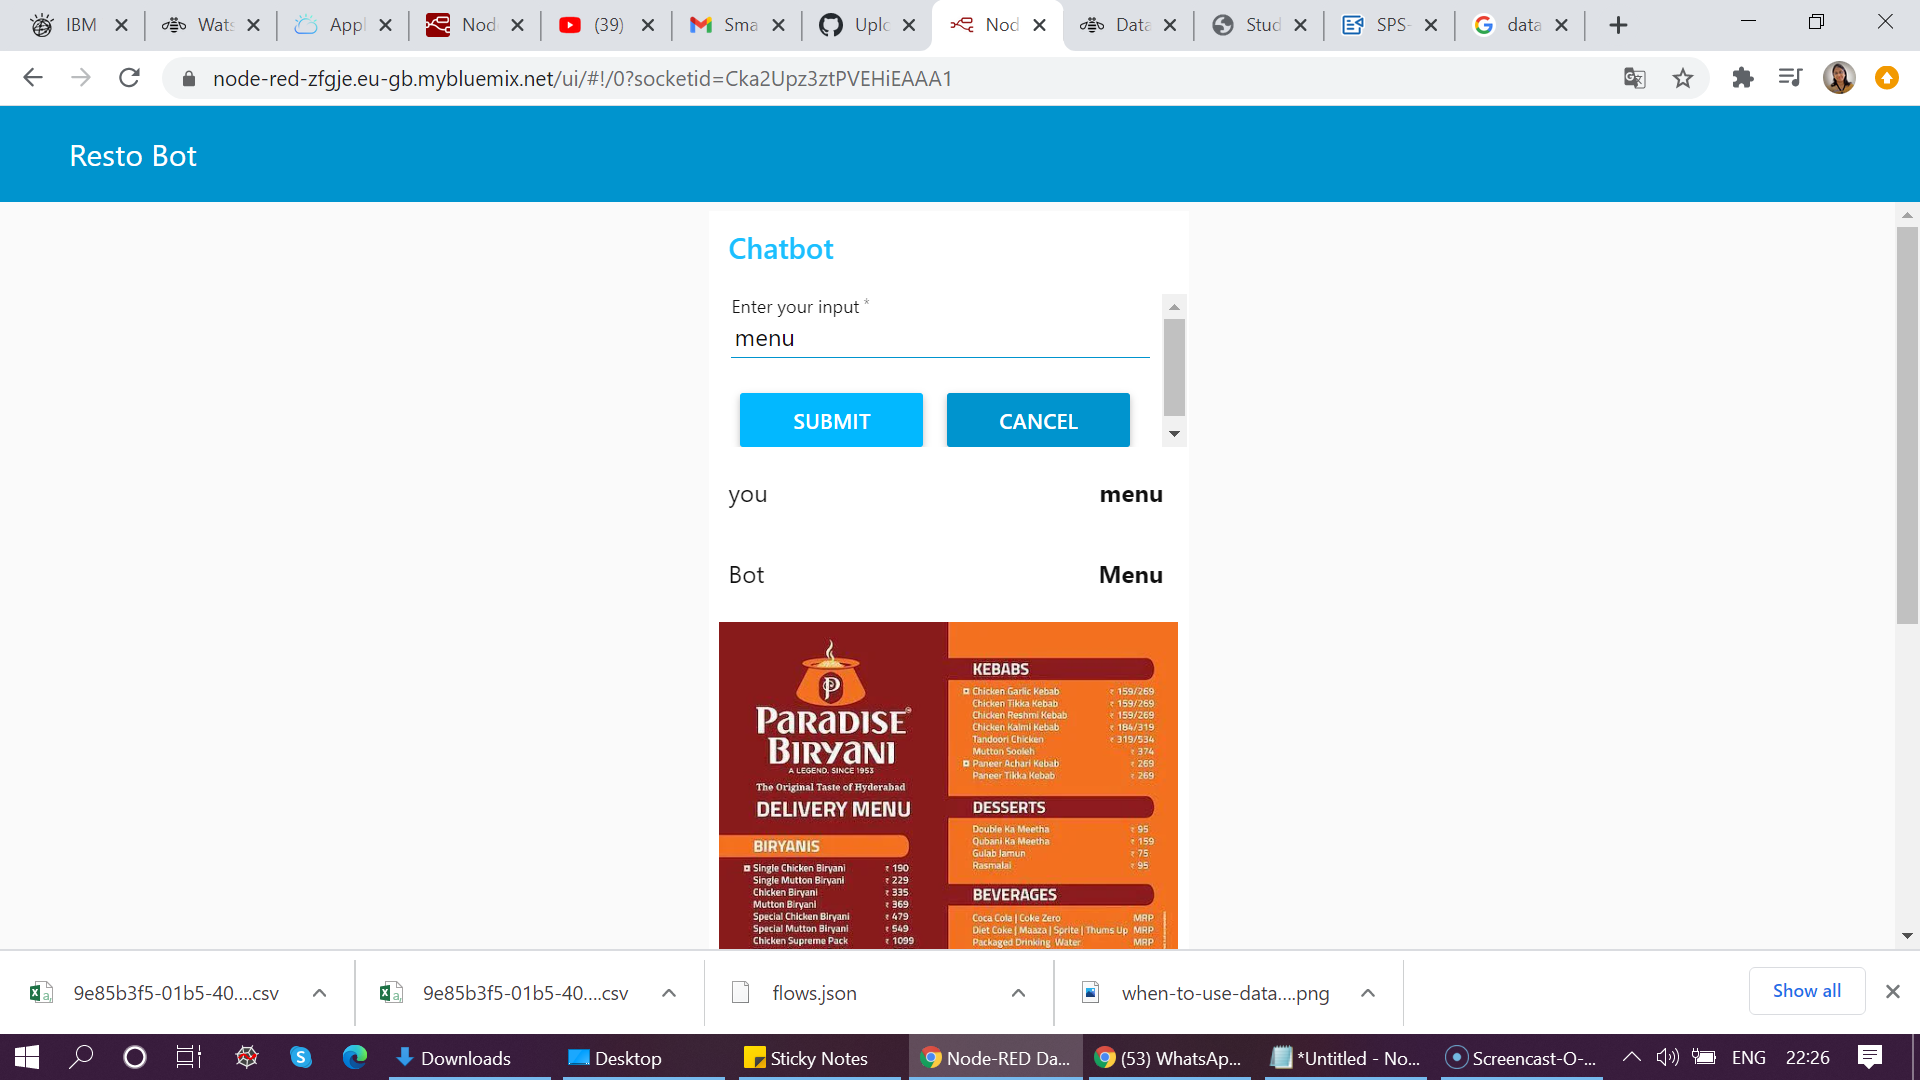 IBM
Wats
Appl
Nod
(39)
Sma
Uplo
Nod
Data
Stud
SPS-
data
node-red-zfgje.eu-gb.mybluemix.net/ui/#!/0?socketid=Cka2Upz3ztPVEHiEAAA1
Resto Bot
Chatbot
Enter your input *
menu
SUBMIT CANCEL
you menu
Bot Menu
P
PARADISE
BIRYANI
A LEGEND. SINCE 1953
The Original Taste of Hyderabad
DELIVERY MENU
BIRYANIS
Single Chicken Biryani ₹ 190
Single Mutton Biryani ₹ 229
Chicken Biryani ₹ 335
Mutton Biryani ₹ 369
Special Chicken Biryani ₹ 479
Special Mutton Biryani ₹ 549
Chicken Supreme Pack ₹ 1099
KEBABS
Chicken Garlic Kebab ₹ 159/269
Chicken Tikka Kebab ₹ 159/269
Chicken Reshmi Kebab ₹ 159/269
Chicken Kalmi Kebab ₹ 184/319
Tandoori Chicken ₹ 319/534
Mutton Sooleh ₹ 374
Paneer Achari Kebab ₹ 269
Paneer Tikka Kebab ₹ 269
DESSERTS
Double Ka Meetha ₹ 95
Qubani Ka Meetha ₹ 159
Gulab Jamun ₹ 75
Rasmalai ₹ 95
BEVERAGES
Coca Cola | Coke Zero MRP
Diet Coke | Maaza | Sprite | Thums Up MRP
Packaged Drinking Water MRP
9e85b3f5-01b5-40....csv
9e85b3f5-01b5-40....csv
flows.json
when-to-use-data....png
Show all
Downloads
Desktop
Sticky Notes
Node-RED Da...
(53) WhatsAp...
*Untitled - No...
Screencast-O-...
ENG
22:26